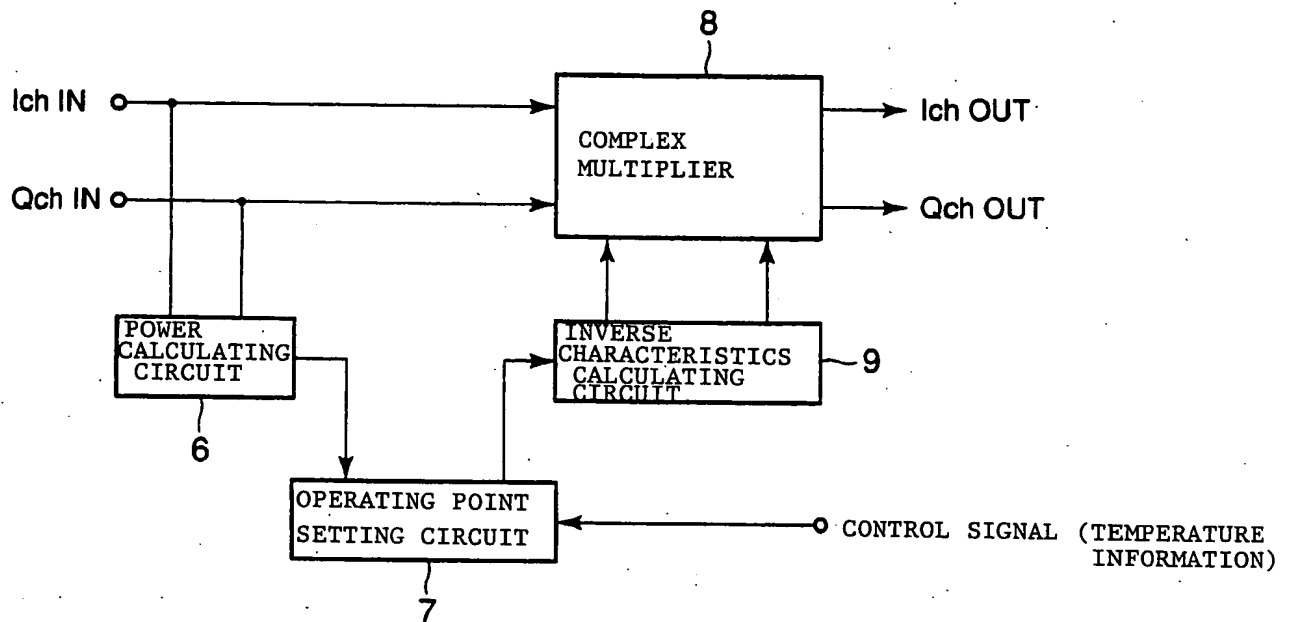 8
Ich IN
COMPLEX
MULTIPLIER
Ich OUT
Qch IN
Qch OUT
POWER
CALCULATING
CIRCUIT
6
INVERSE
CHARACTERISTICS
CALCULATING
CIRCUIT
9
OPERATING POINT
SETTING CIRCUIT
7
CONTROL SIGNAL (TEMPERATURE
INFORMATION)